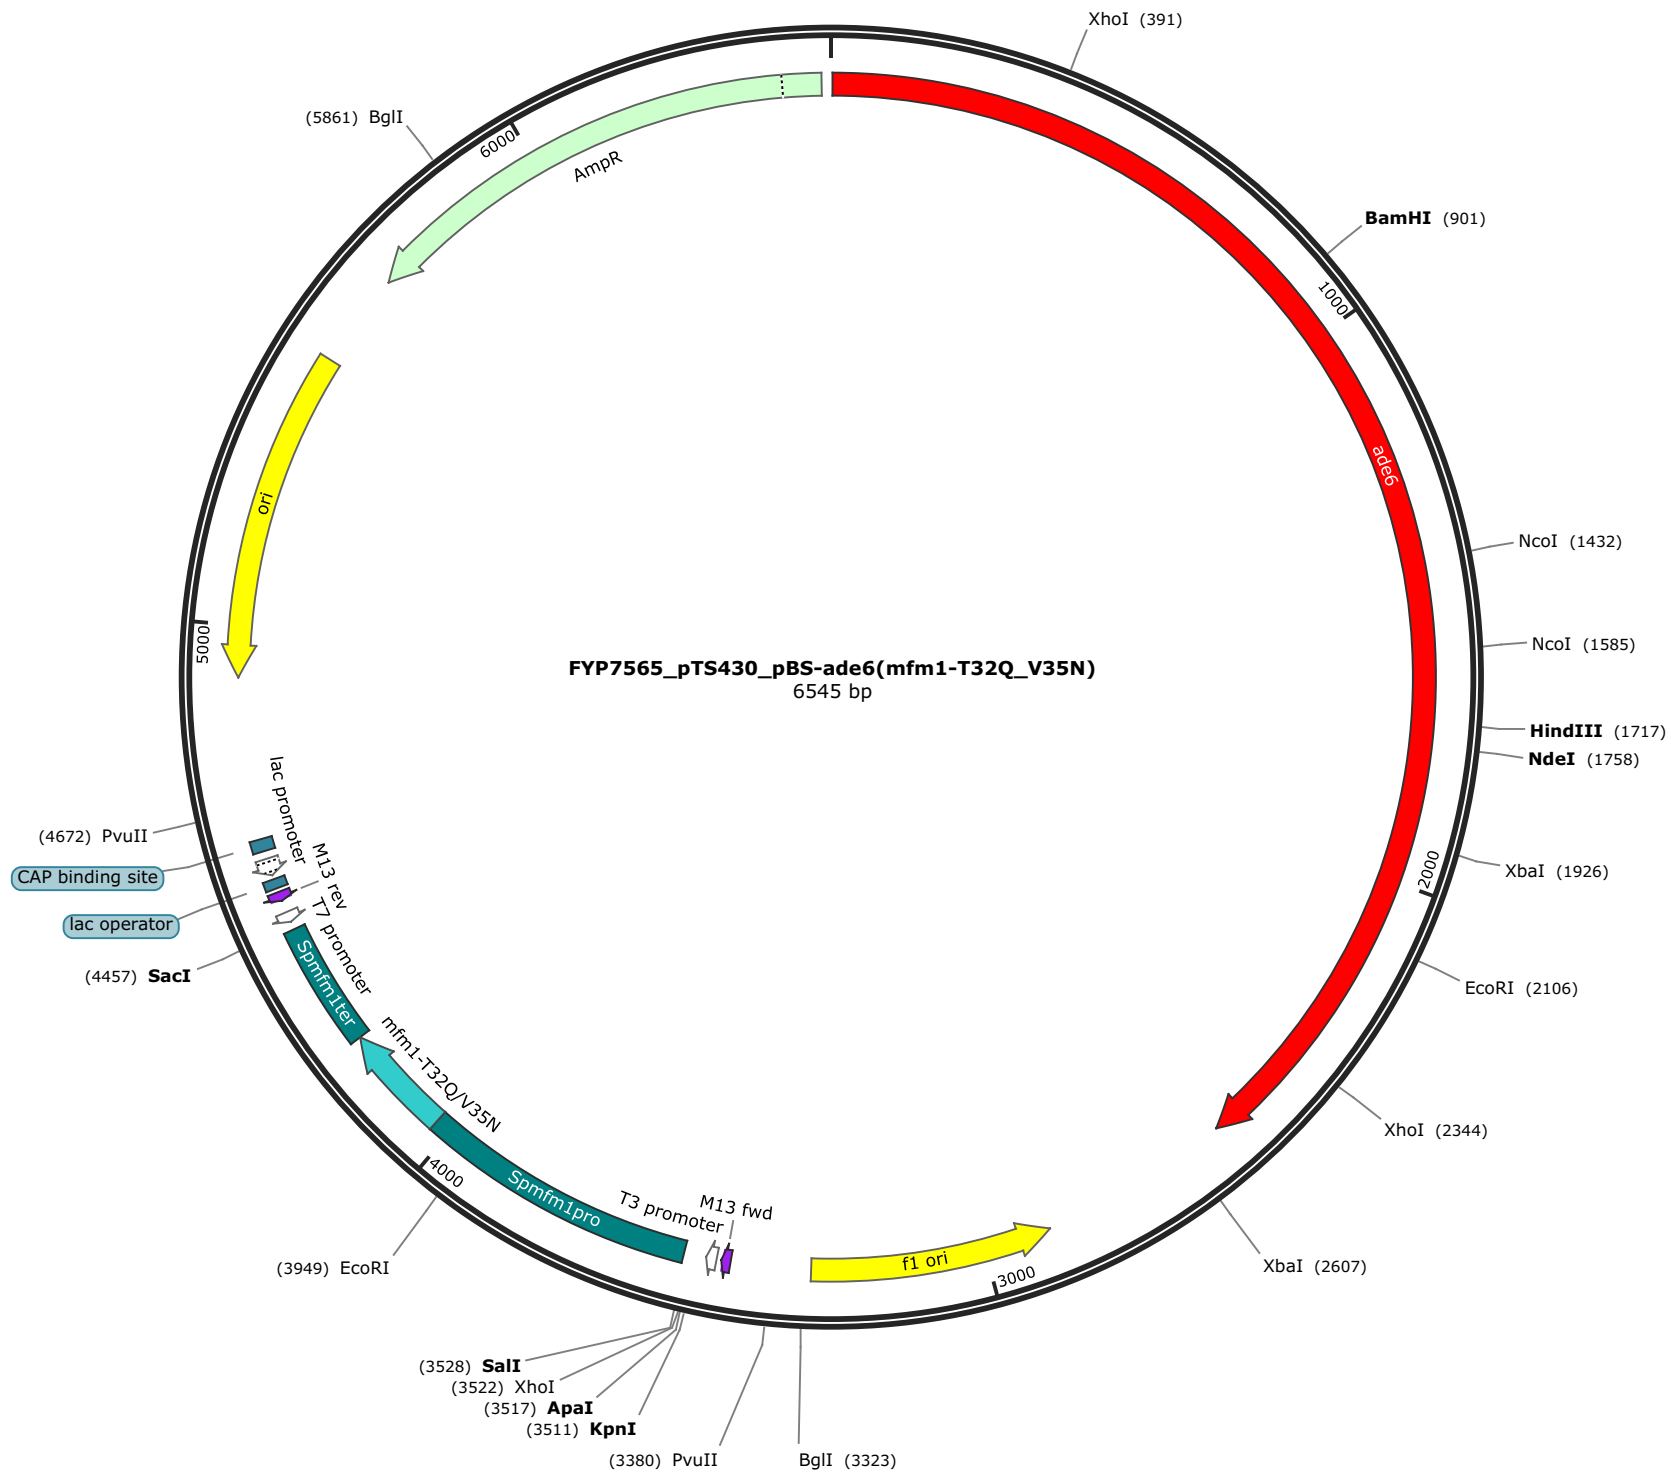 XhoI (391)
(5861) BglI
6000
AmpR
BamHI (901)
1000
ade6
ori
NcoI (1432)
5000
NcoI (1585)
FYP7565_pTS430_pBS-ade6(mfm1-T32Q_V35N)
6545 bp
HindIII (1717)
NdeI (1758)
lac promoter
(4672) PvuII
M13 rev
2000
XbaI (1926)
CAP binding site
T7 promoter
lac operator
(4457) SacI
Spmfm1ter
EcoRI (2106)
mfm1-T32Q/V35N
XhoI (2344)
4000
Spmfm1pro
T3 promoter
M13 fwd
f1 ori
3000
(3949) EcoRI
XbaI (2607)
(3528) SalI
(3522) XhoI
(3517) ApaI
(3511) KpnI
(3380) PvuII
BglI (3323)